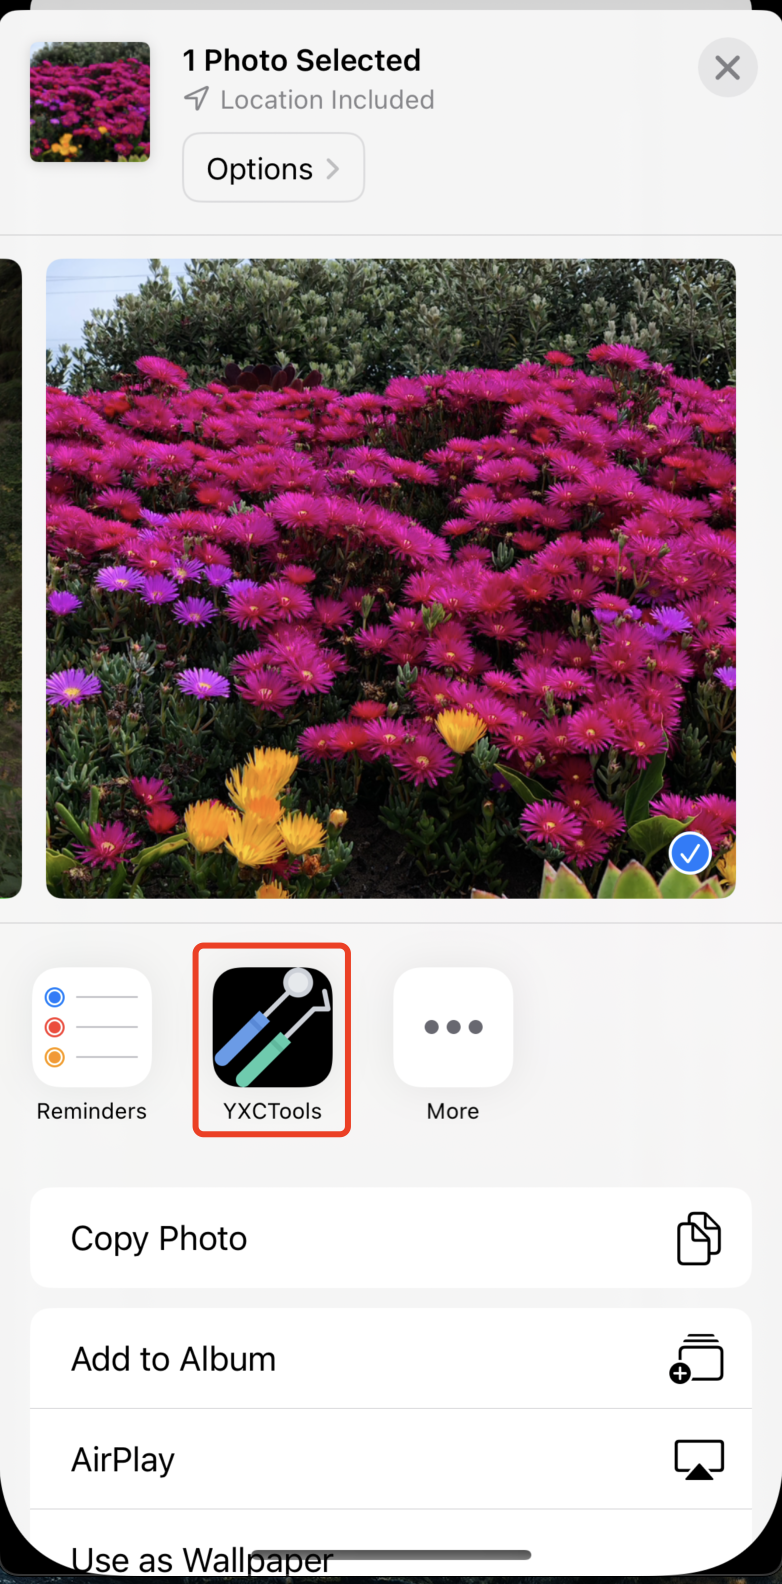 1 Photo Selected
Location Included
Options
Reminders
YXCTools
More
Copy Photo
Add to Album
AirPlay
Use as Wallpaper